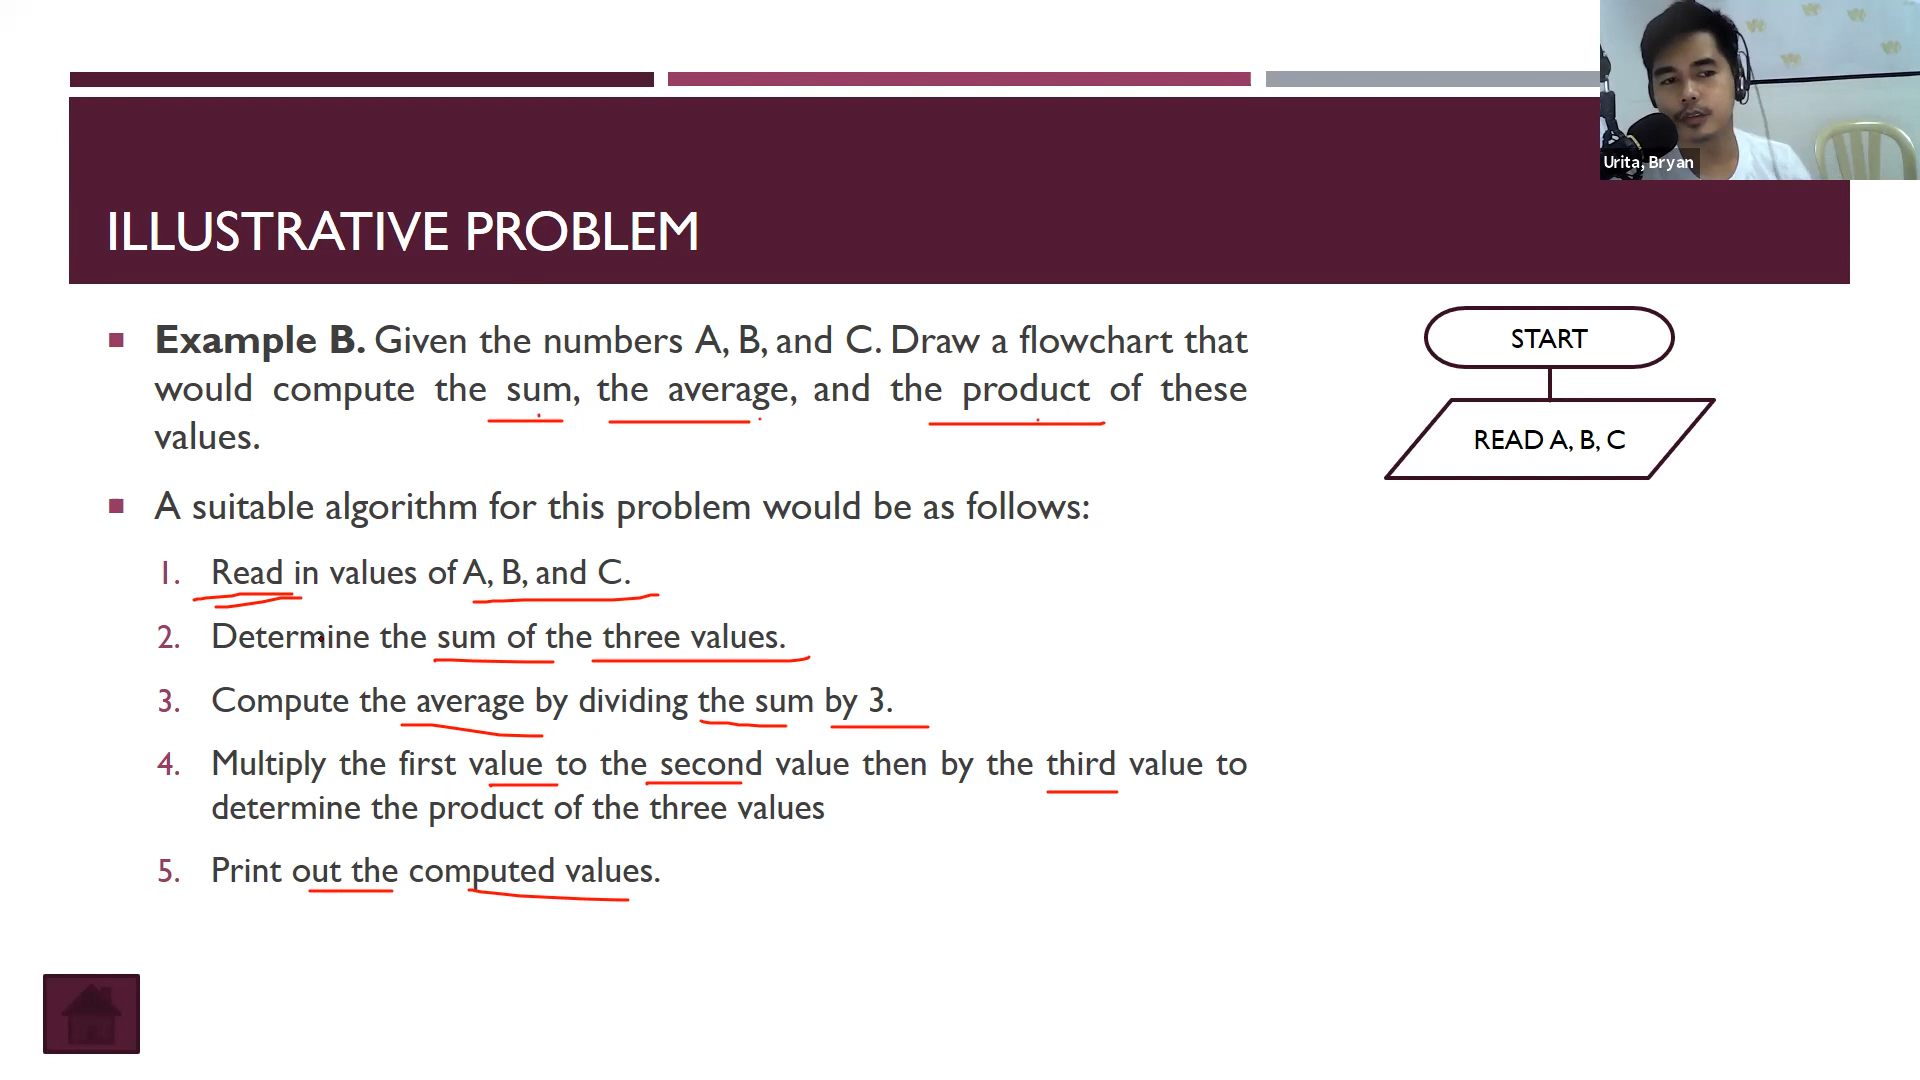 Urita, Bryan
ILLUSTRATIVE PROBLEM
Example B. Given the numbers A, B, and C. Draw a flowchart that
would compute the sum, the average, and the product of these
values.
A suitable algorithm for this problem would be as follows:
1. Read in values of A, B, and C.
2. Determine the sum of the three values.
3. Compute the average by dividing the sum by 3.
4. Multiply the first value to the second value then by the third value to
determine the product of the three values
5. Print out the computed values.
START
READ A, B, C